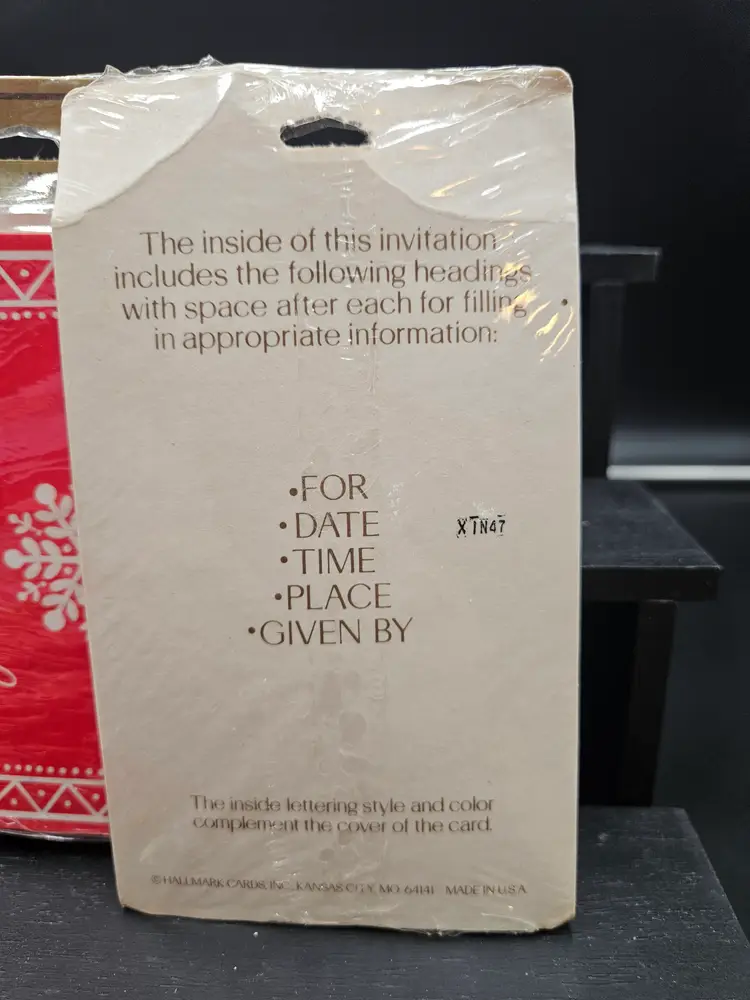 The inside of this invitation
includes the following headings
with space after each for filling
in appropriate information:
•FOR
•DATE
•TIME
•PLACE
•GIVEN BY
X IN47
The inside lettering style and color
complement the cover of the card.
© HALLMARK CARDS, INC., KANSAS CITY, MO. 64141 MADE IN U.S.A.